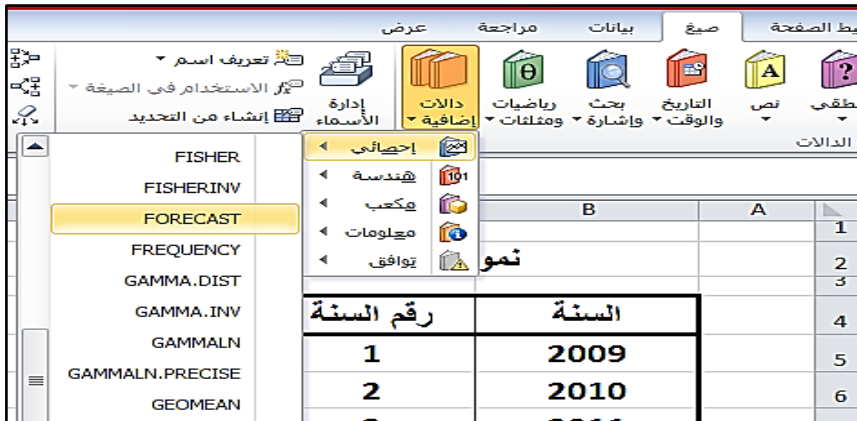 يط الصفحة صيغ بيانات مراجعة عرض
طقي نص التاريخ والوقت بحث وإشارة رياضيات ومثلثات دالات إضافية إدارة الأسماء
تعريف اسم
الاستخدام في الصيغة
إنشاء من التحديد
الدالات
إحصائي
هندسة
مكعب
معلومات
توافق
FISHER
FISHERINV
FORECAST
FREQUENCY
GAMMA.DIST
GAMMA.INV
GAMMALN
GAMMALN.PRECISE
GEOMEAN
A B
1
2 نمو
3
4 السنة رقم السنة
5 2009 1
6 2010 2